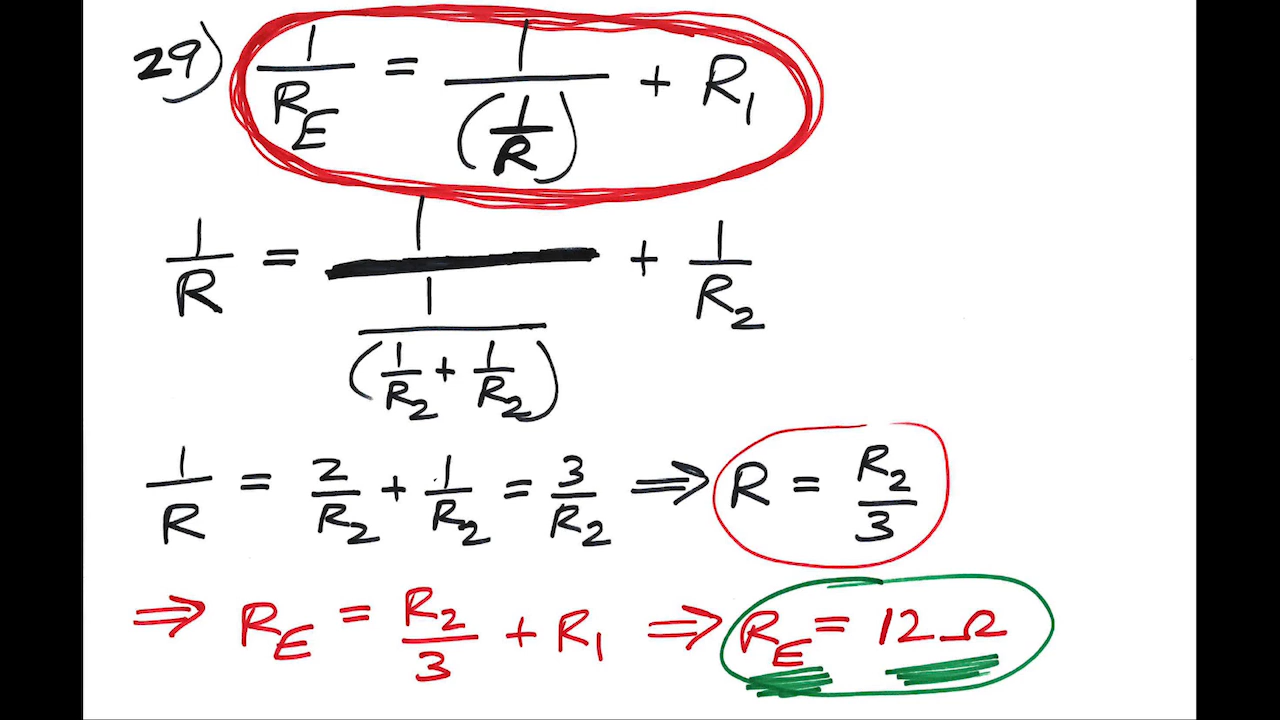 29) 1/R_E = 1/(1/R) + R_1
1/R = 1/(1/(1/R_2 + 1/R_2)) + 1/R_2
1/R = 2/R_2 + 1/R_2 = 3/R_2 ⇒ R = R_2/3
⇒ R_E = R_2/3 + R_1 ⇒ R_E = 12 Ω